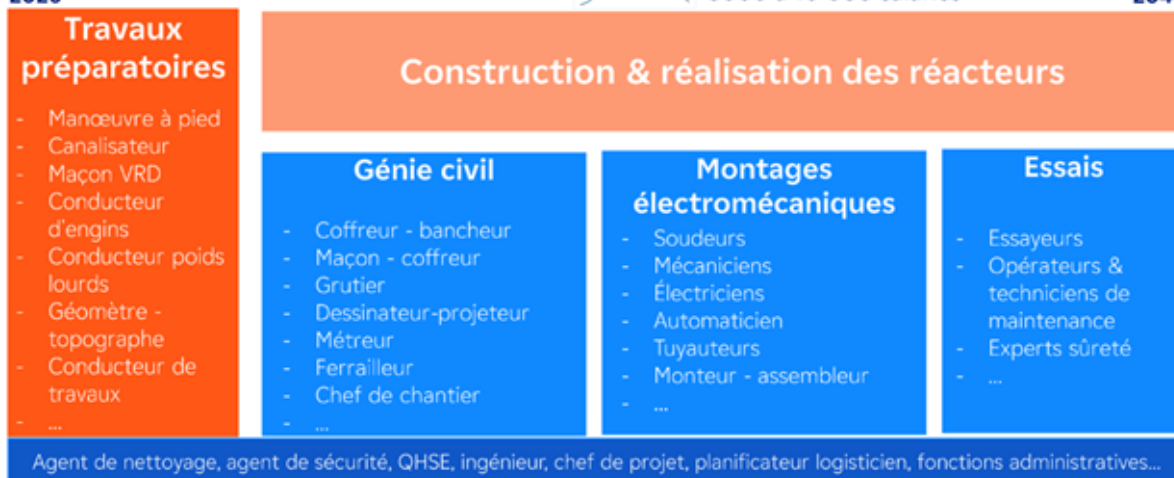 Travaux
préparatoires
- Manœuvre à pied
- Canalisateur
- Maçon VRD
- Conducteur
d'engins
- Conducteur poids
lourds
- Géomètre -
topographe
- Conducteur de
travaux
- ...
Construction & réalisation des réacteurs
Génie civil
- Coffreur - bancheur
- Maçon - coffreur
- Grutier
- Dessinateur-projeteur
- Métreur
- Ferrailleur
- Chef de chantier
- ...
Montages
électromécaniques
- Soudeurs
- Mécaniciens
- Électriciens
- Automaticien
- Tuyauteurs
- Monteur - assembleur
- ...
Essais
- Essayeurs
- Opérateurs &
techniciens de
maintenance
- Experts sûreté
- ...
Agent de nettoyage, agent de sécurité, QHSE, ingénieur, chef de projet, planificateur logisticien, fonctions administratives...